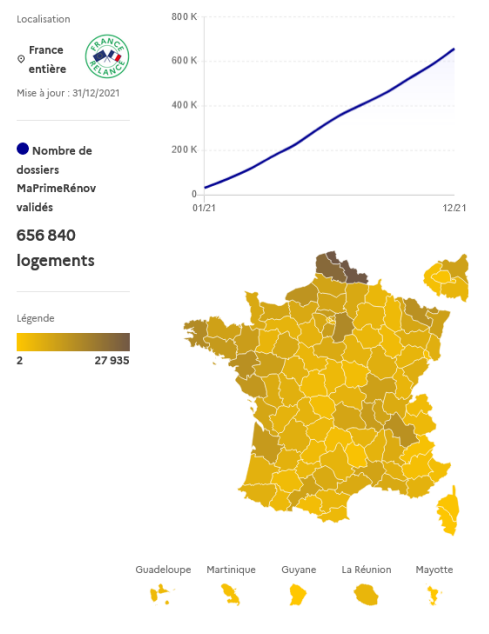 Localisation
France
entière
FRANCE
RELANCE
Mise à jour : 31/12/2021
Nombre de
dossiers
MaPrimeRénov
validés
656 840
logements
Légende
2
27 935
800 K
600 K
400 K
200 K
0
01/21
12/21
Guadeloupe
Martinique
Guyane
La Réunion
Mayotte